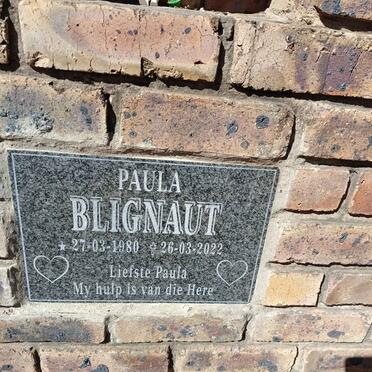 PAULA
BLIGNAUT
★ 27-03-1980 ✞ 26-03-2022
Liefste Paula
My hulp is van die Here